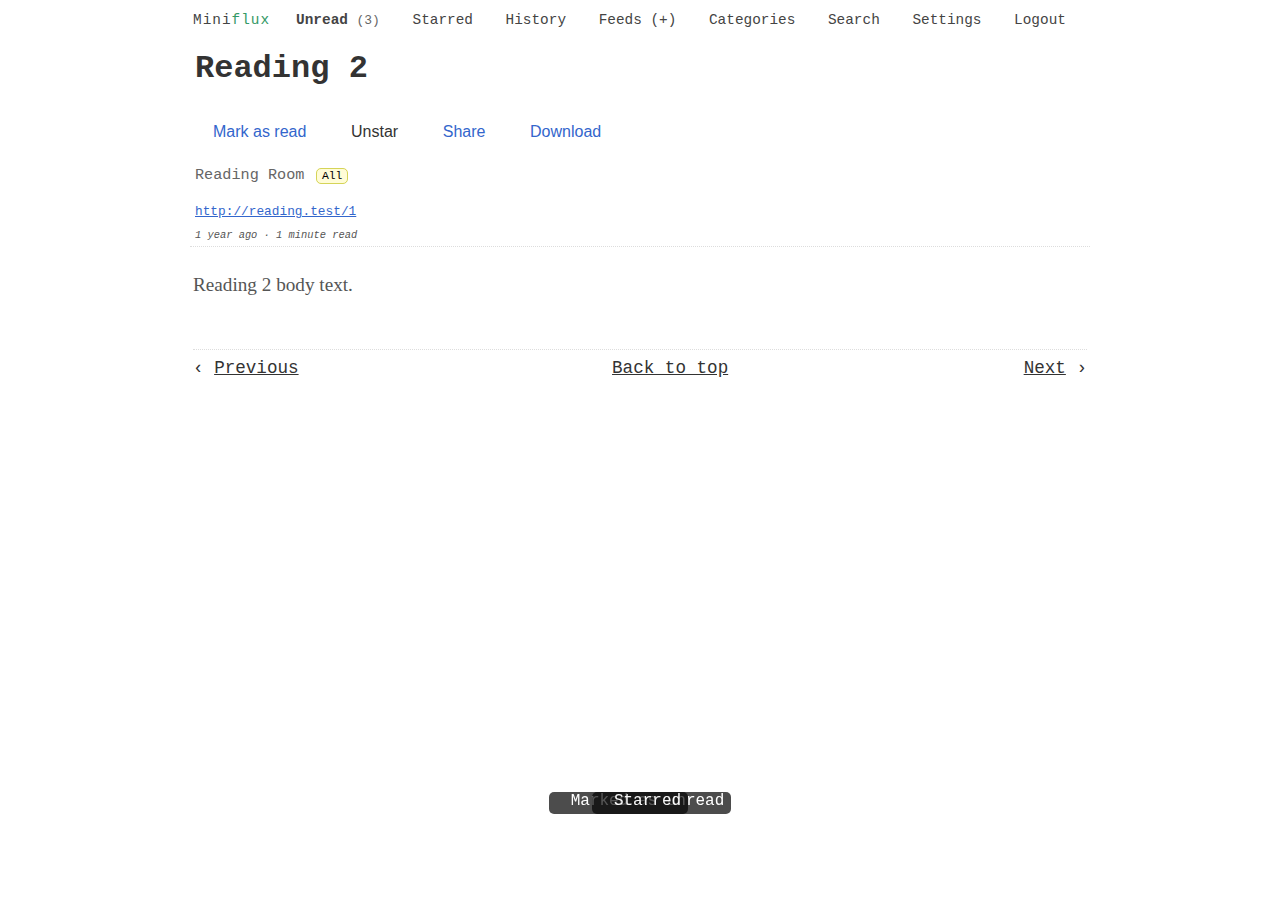 Miniflux Unread (3) Starred History Feeds (+) Categories Search Settings Logout
Reading 2
Mark as read Unstar Share Download
Reading Room All
http://reading.test/1
1 year ago · 1 minute read
Reading 2 body text.
‹ Previous Back to top Next ›
Starred